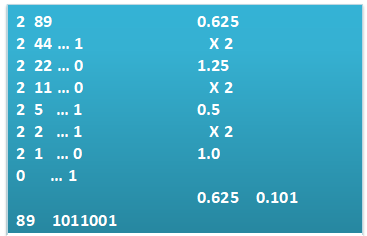 2 89 0.625
2 44 ... 1 X 2
2 22 ... 0 1.25
2 11 ... 0 X 2
2 5 ... 1 0.5
2 2 ... 1 X 2
2 1 ... 0 1.0
0 ... 1
0.625 0.101
89 1011001